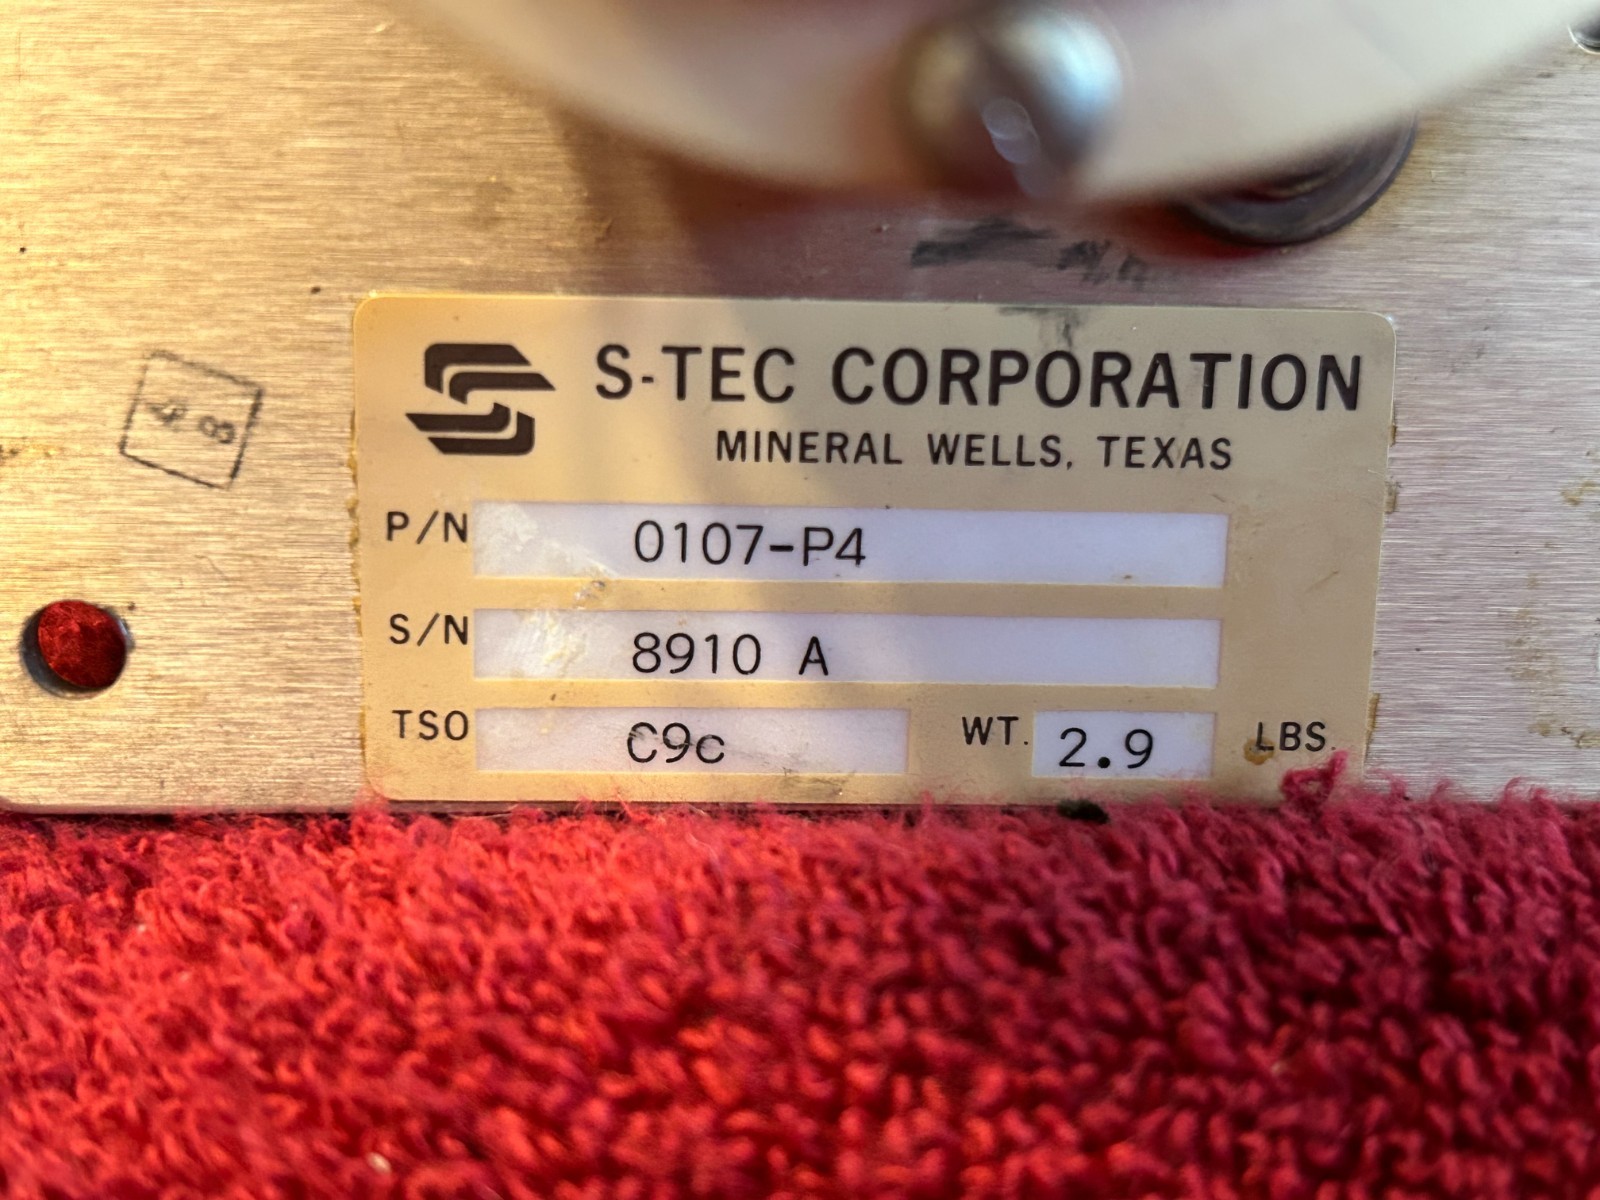 S-TEC CORPORATION
MINERAL WELLS, TEXAS
P/N 0107-P4
S/N 8910 A
TSO C9c WT. 2.9 LBS.